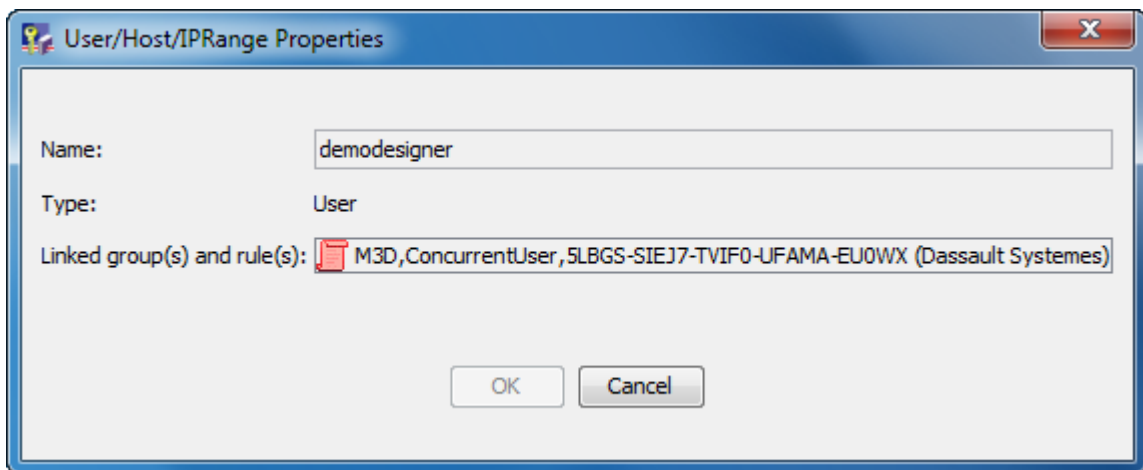 User/Host/IPRange Properties
Name: demodesigner
Type: User
Linked group(s) and rule(s): M3D,ConcurrentUser,5LBGS-SIEJ7-TVIF0-UFAMA-EU0WX (Dassault Systemes)
OK Cancel